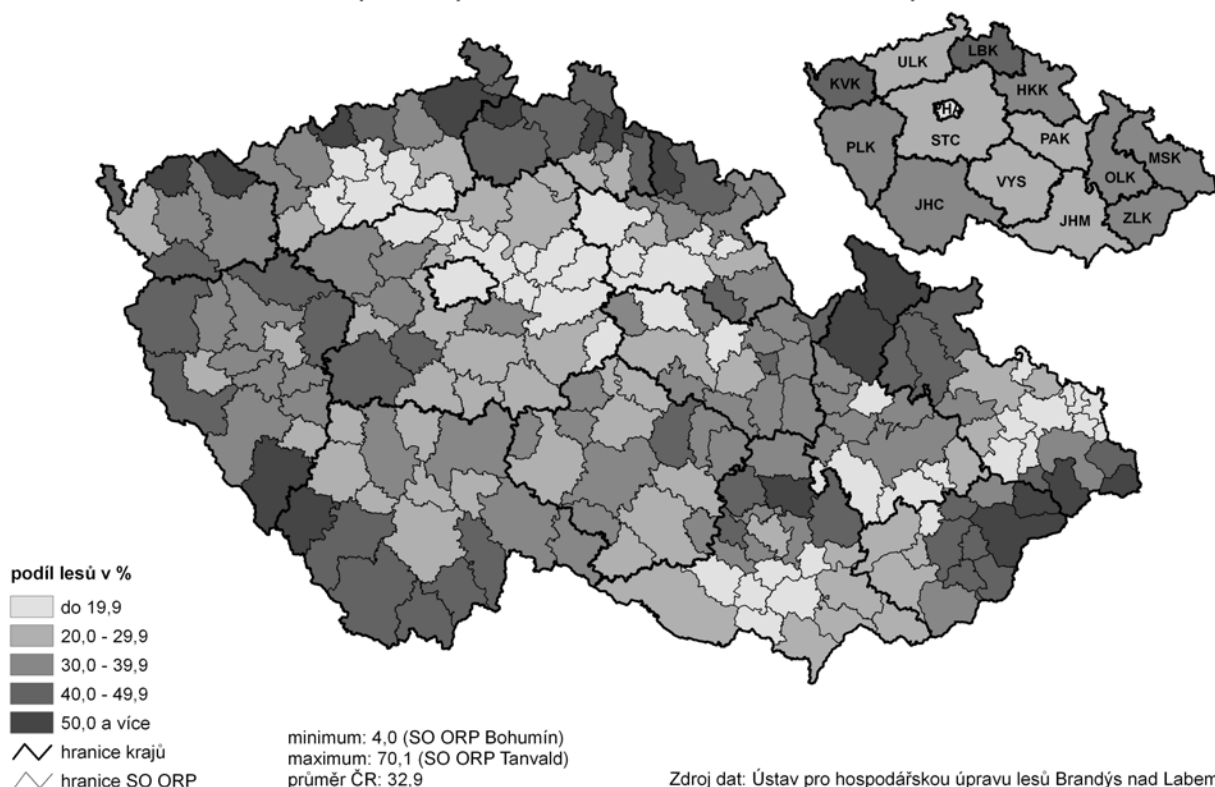 LBK
ULK
KVK
HKK
PHA
STC
PAK
PLK
MSK
OLK
VYS
JHC
ZLK
JHM
podíl lesů v %
do 19,9
20,0 - 29,9
30,0 - 39,9
40,0 - 49,9
50,0 a více
hranice krajů
hranice SO ORP
minimum: 4,0 (SO ORP Bohumín)
maximum: 70,1 (SO ORP Tanvald)
průměr ČR: 32,9
Zdroj dat: Ústav pro hospodářskou úpravu lesů Brandýs nad Labem